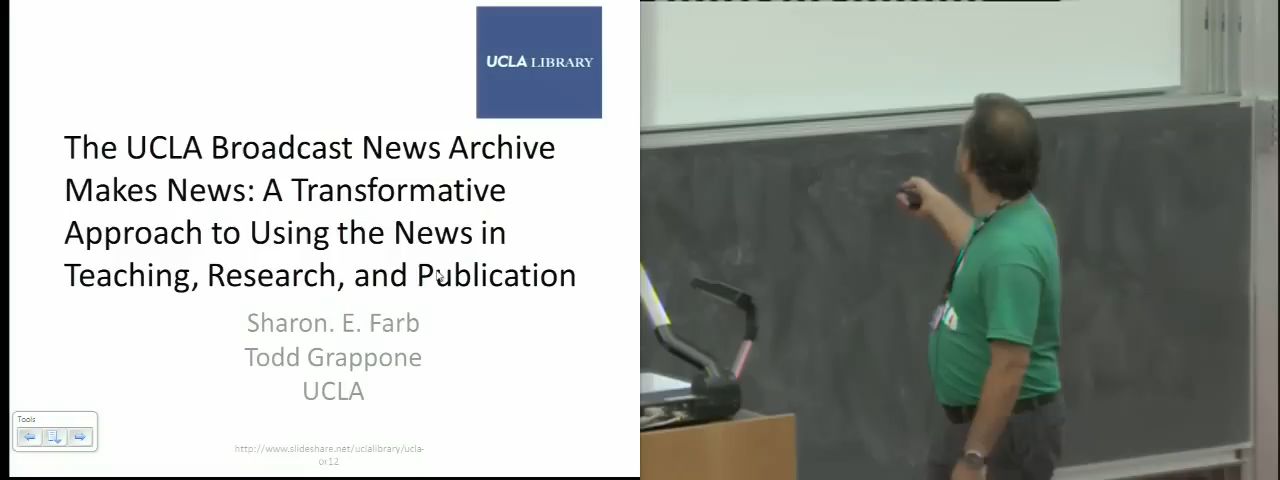 UCLA LIBRARY
The UCLA Broadcast News Archive
Makes News: A Transformative
Approach to Using the News in
Teaching, Research, and Publication
Sharon. E. Farb
Todd Grappone
UCLA
Tools
http://www.slideshare.net/uclalibrary/ucla-
or12